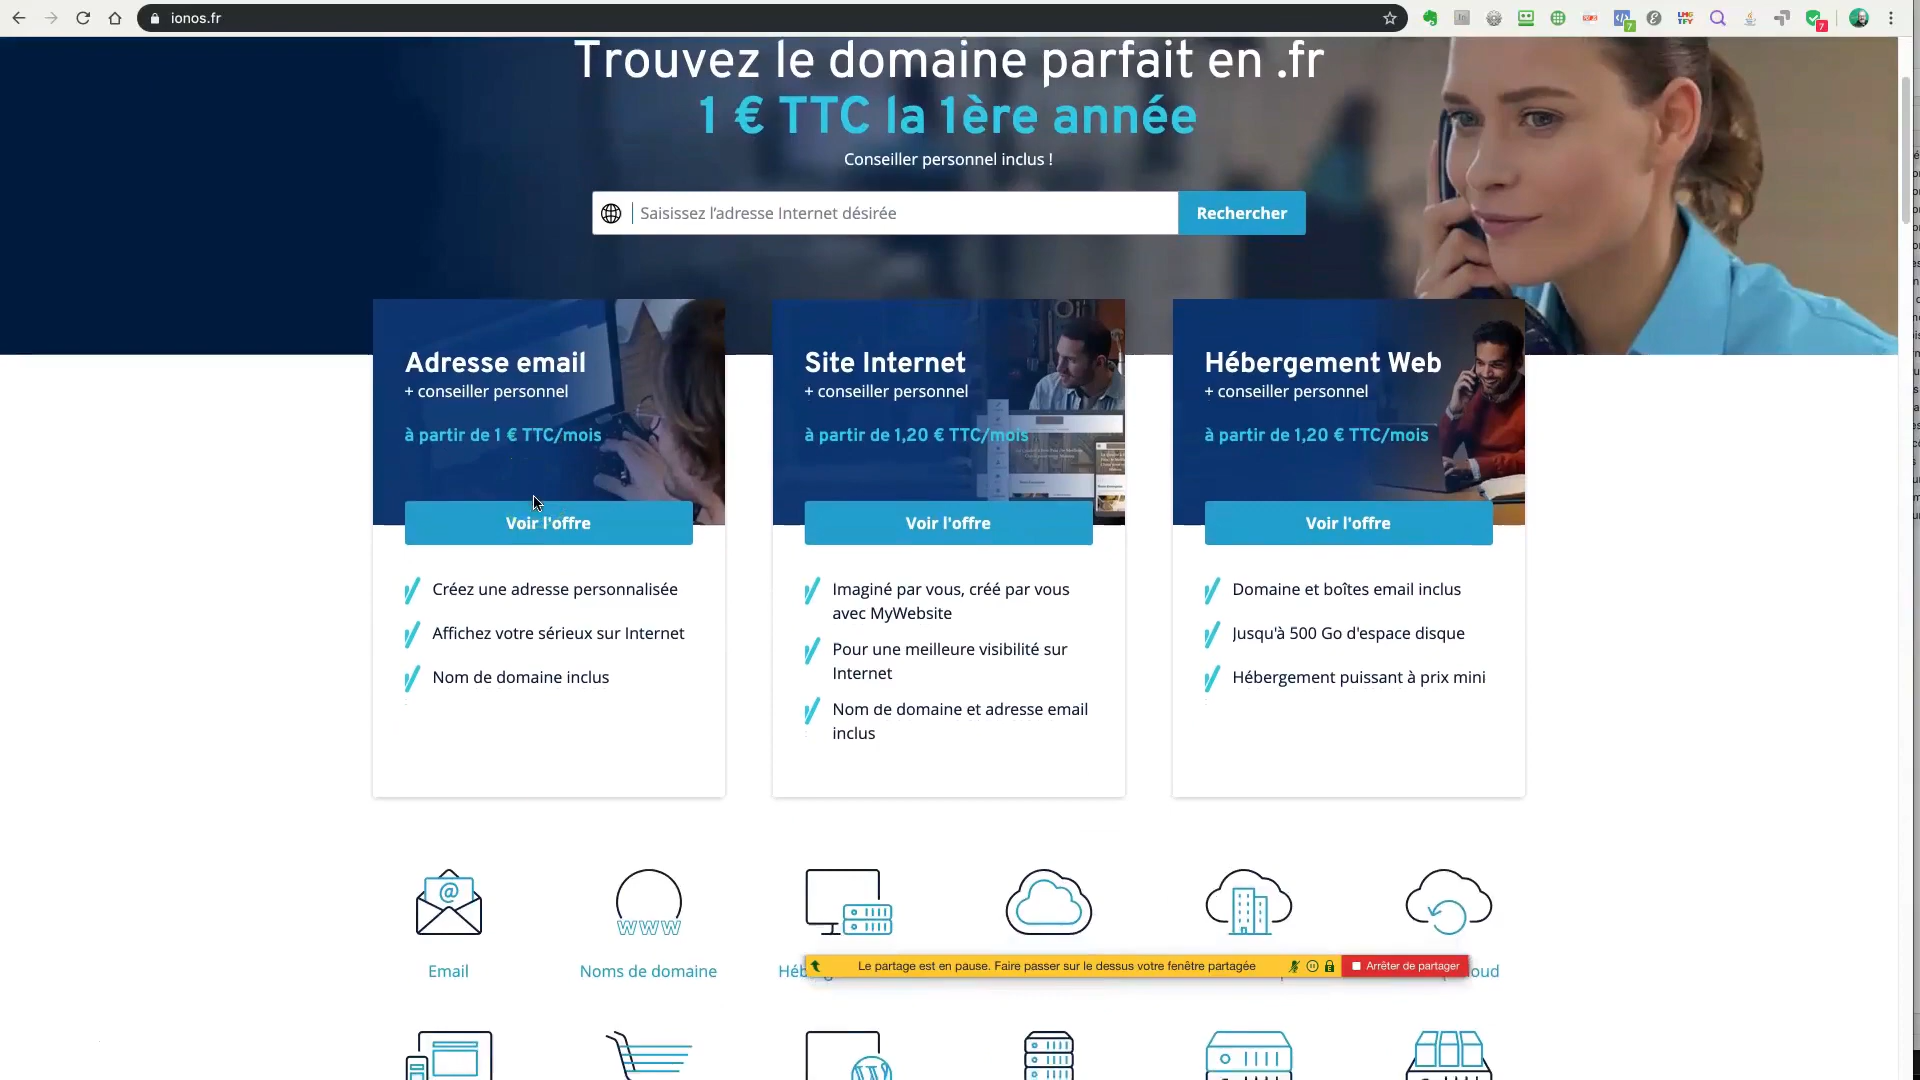 ionos.fr
7
LMG
TFY
7
Trouvez le domaine parfait en .fr
1 € TTC la 1ère année
Conseiller personnel inclus !
Saisissez l'adresse Internet désirée
Rechercher
Adresse email
+ conseiller personnel
à partir de 1 € TTC/mois
Voir l'offre
Créez une adresse personnalisée
Affichez votre sérieux sur Internet
Nom de domaine inclus
Site Internet
+ conseiller personnel
à partir de 1,20 € TTC/mois
Voir l'offre
Imaginé par vous, créé par vous
avec MyWebsite
Pour une meilleure visibilité sur
Internet
Nom de domaine et adresse email
inclus
Hébergement Web
+ conseiller personnel
à partir de 1,20 € TTC/mois
Voir l'offre
Domaine et boîtes email inclus
Jusqu'à 500 Go d'espace disque
Hébergement puissant à prix mini
@
WWW
Email
Noms de domaine
Le partage est en pause. Faire passer sur le dessus votre fenêtre partagée
Arrêter de partager